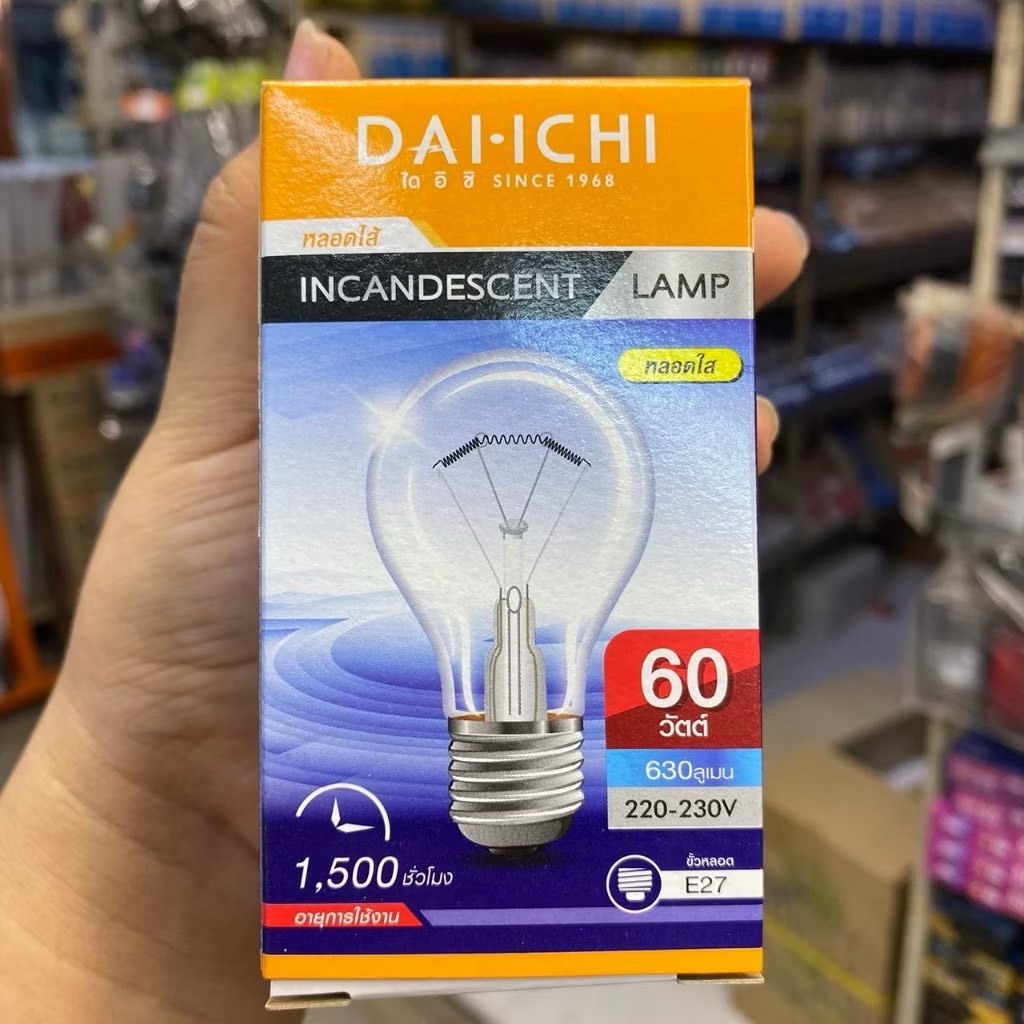 DAI-ICHI
ได อิ ชิ SINCE 1968
หลอดไส้
INCANDESCENT LAMP
หลอดใส
60
วัตต์
630ลูเมน
220-230V
1,500 ชั่วโมง
ขั้วหลอด
E27
อายุการใช้งาน